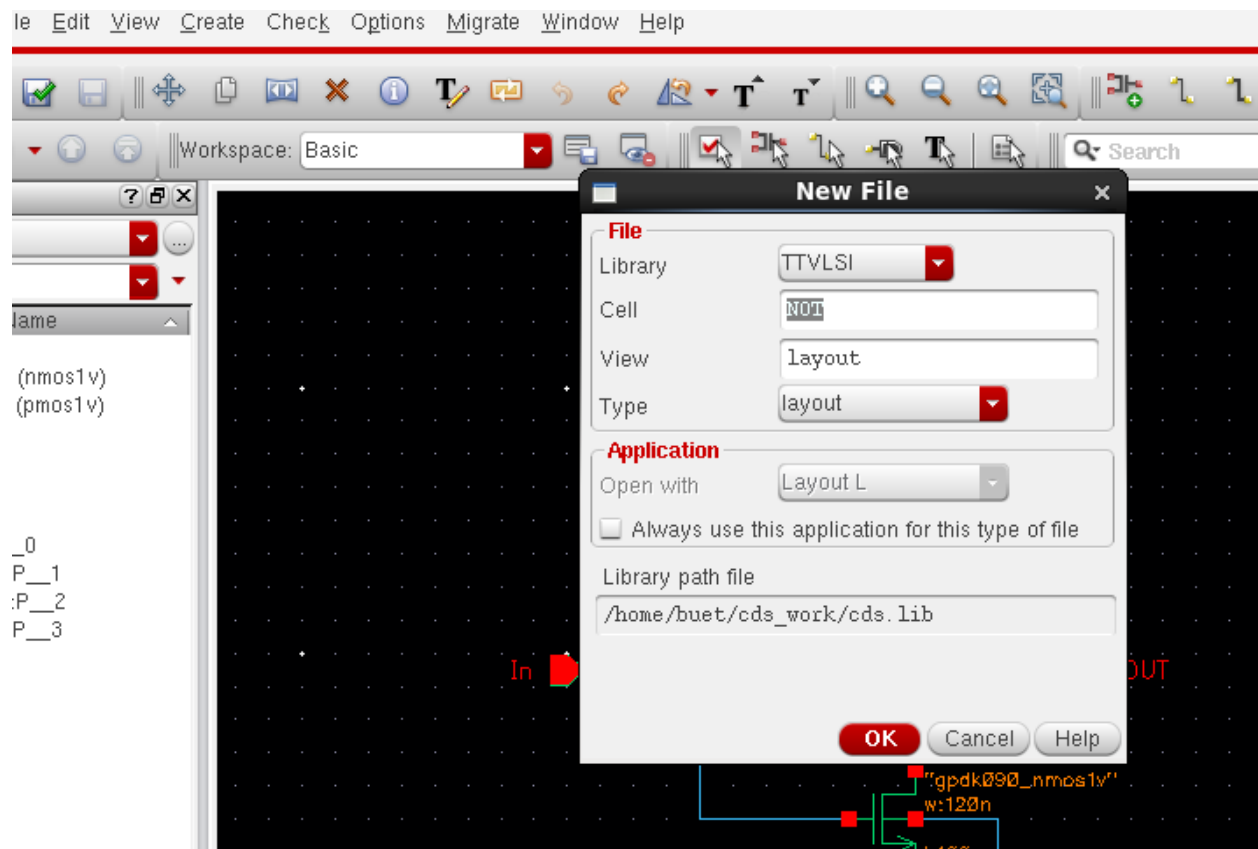 le Edit View Create Check Options Migrate Window Help
Workspace: Basic
Search
Name
(nmos1v)
(pmos1v)
_0
P__1
:P__2
P__3
New File
File
Library TTVLSI
Cell NOT
View layout
Type layout
Application
Open with Layout L
Always use this application for this type of file
Library path file
/home/buet/cds_work/cds.lib
OK Cancel Help
In
OUT
"gpdk090_nmos1v"
w:120n